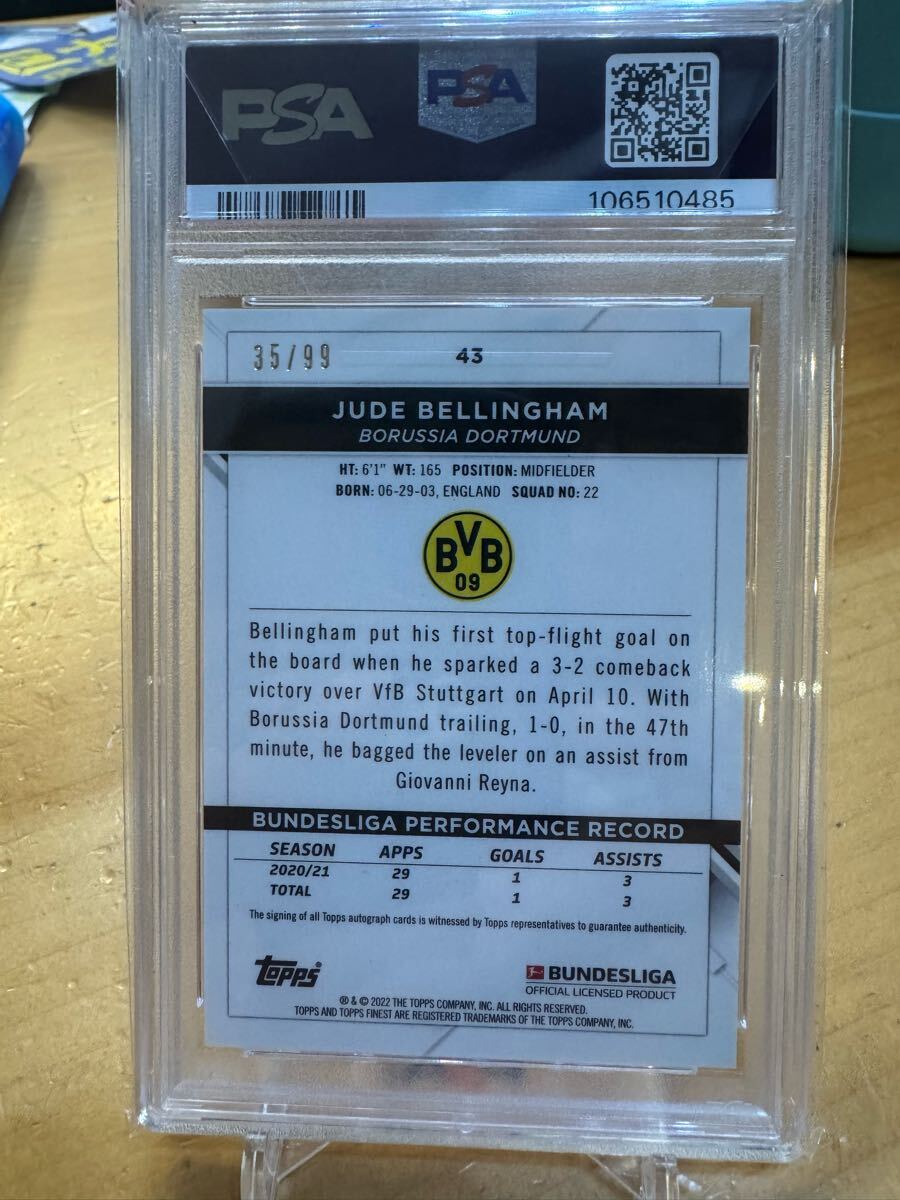 PSA
PSA
106510485
35/99
43
JUDE BELLINGHAM
BORUSSIA DORTMUND
HT: 6'1" WT: 165 POSITION: MIDFIELDER
BORN: 06-29-03, ENGLAND SQUAD NO: 22
BVB
09
Bellingham put his first top-flight goal on
the board when he sparked a 3-2 comeback
victory over VfB Stuttgart on April 10. With
Borussia Dortmund trailing, 1-0, in the 47th
minute, he bagged the leveler on an assist from
Giovanni Reyna.
BUNDESLIGA PERFORMANCE RECORD
SEASON APPS GOALS ASSISTS
2020/21 29 1 3
TOTAL 29 1 3
The signing of all Topps autograph cards is witnessed by Topps representatives to guarantee authenticity.
topps®
BUNDESLIGA
OFFICIAL LICENSED PRODUCT
® & © 2022 THE TOPPS COMPANY, INC. ALL RIGHTS RESERVED.
TOPPS AND TOPPS FINEST ARE REGISTERED TRADEMARKS OF THE TOPPS COMPANY, INC.